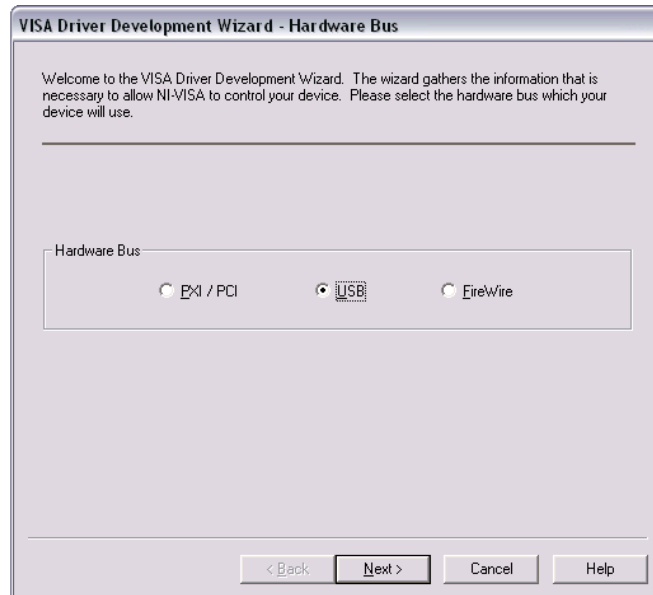 VISA Driver Development Wizard - Hardware Bus
Welcome to the VISA Driver Development Wizard. The wizard gathers the information that is
necessary to allow NI-VISA to control your device. Please select the hardware bus which your
device will use.
Hardware Bus
PXI / PCI USB FireWire
< Back Next > Cancel Help